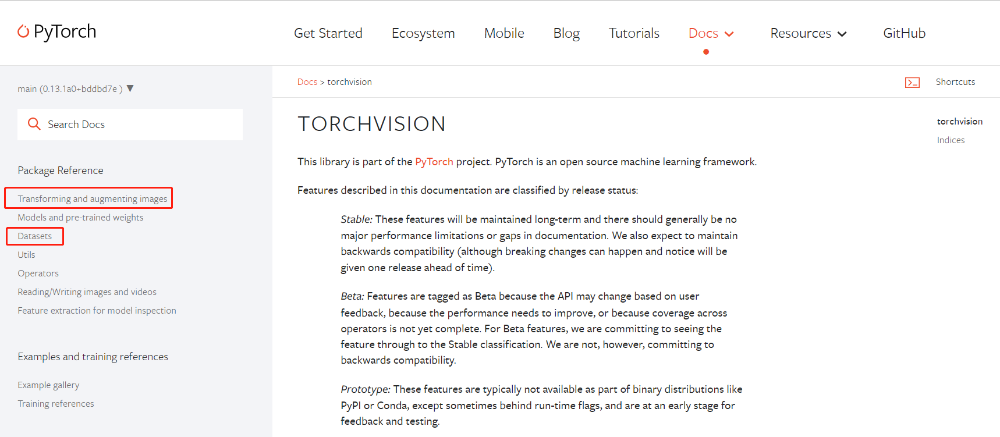 PyTorch
Get Started
Ecosystem
Mobile
Blog
Tutorials
Docs
Resources
GitHub
main (0.13.1a0+bddbd7e ) ▼
Search Docs
Package Reference
Transforming and augmenting images
Models and pre-trained weights
Datasets
Utils
Operators
Reading/Writing images and videos
Feature extraction for model inspection
Examples and training references
Example gallery
Training references
Docs > torchvision
Shortcuts
TORCHVISION
This library is part of the PyTorch project. PyTorch is an open source machine learning framework.
Features described in this documentation are classified by release status:
Stable: These features will be maintained long-term and there should generally be no
major performance limitations or gaps in documentation. We also expect to maintain
backwards compatibility (although breaking changes can happen and notice will be
given one release ahead of time).
Beta: Features are tagged as Beta because the API may change based on user
feedback, because the performance needs to improve, or because coverage across
operators is not yet complete. For Beta features, we are committing to seeing the
feature through to the Stable classification. We are not, however, committing to
backwards compatibility.
Prototype: These features are typically not available as part of binary distributions like
PyPI or Conda, except sometimes behind run-time flags, and are at an early stage for
feedback and testing.
torchvision
Indices